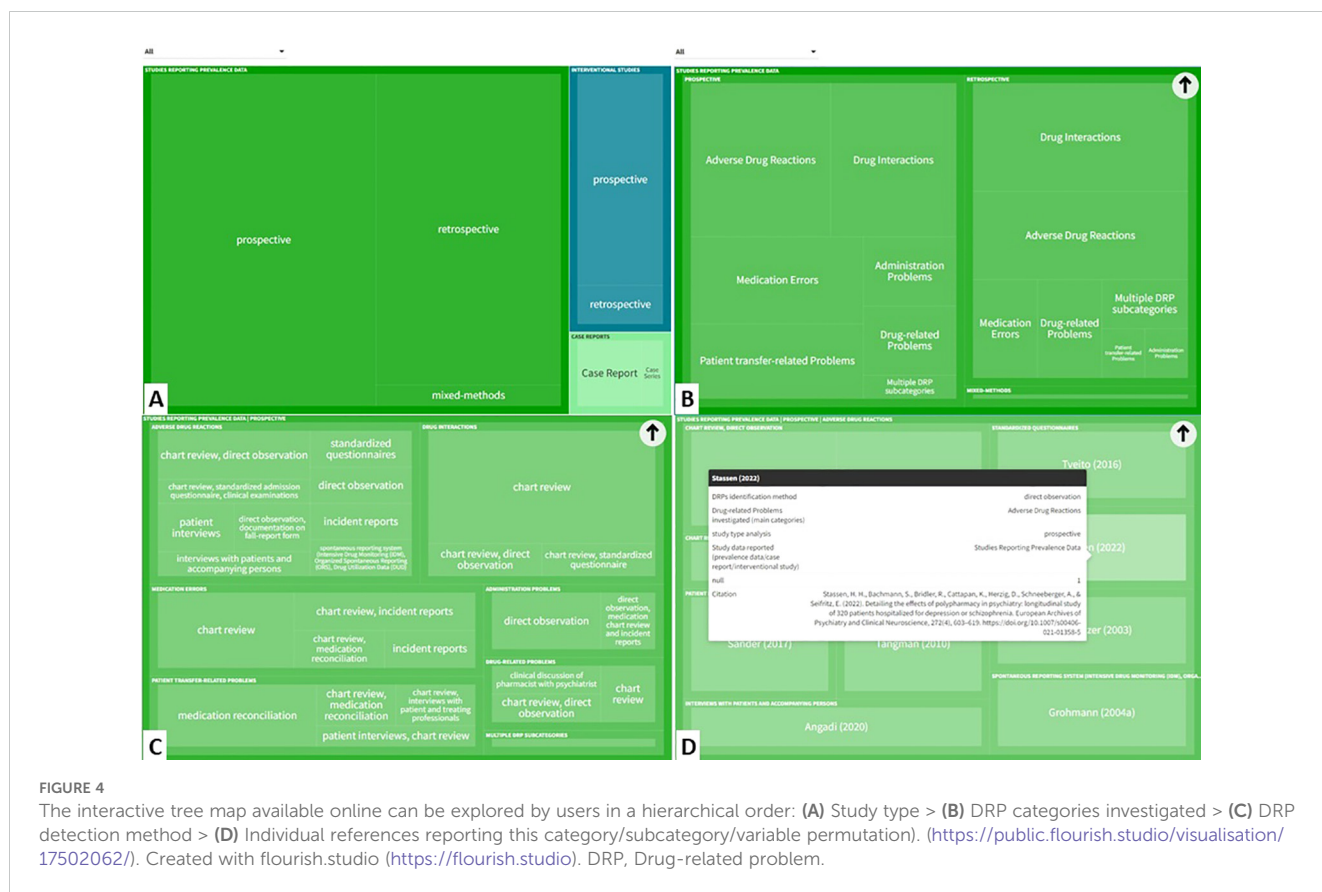 All
STUDIES REPORTING PREVALENCE DATA
prospective
retrospective
mixed-methods
INTERVENTIONAL STUDIES
prospective
retrospective
CASE REPORTS
Case Report
Case
Series
A
All
STUDIES REPORTING PREVALENCE DATA
PROSPECTIVE
Adverse Drug Reactions
Drug Interactions
Medication Errors
Administration
Problems
Patient transfer-related Problems
Drug-related
Problems
Multiple DRP
subcategories
RETROSPECTIVE
Drug Interactions
Adverse Drug Reactions
Medication
Errors
Drug-related
Problems
Multiple DRP
subcategories
Patient
transfer-related
Problems
Administration
Problems
MIXED-METHODS
B
STUDIES REPORTING PREVALENCE DATA | PROSPECTIVE
ADVERSE DRUG REACTIONS
chart review, direct observation
standardized
questionnaires
chart review, standardized admission
questionnaire, clinical examinations
direct observation
patient
interviews
direct observation,
documentation on
fall-report form
incident reports
interviews with patients and
accompanying persons
spontaneous reporting system
(Intensive Drug Monitoring (IDM),
Organized Spontaneous Reporting
(ORS), Drug Utilization Data (DUD)
DRUG INTERACTIONS
chart review
chart review, direct
observation
chart review, standardized
questionnaire
MEDICATION ERRORS
chart review
chart review, incident reports
chart review,
medication
reconciliation
incident reports
ADMINISTRATION PROBLEMS
direct observation
direct
observation,
medication
chart review
and incident
reports
PATIENT TRANSFER-RELATED PROBLEMS
medication reconciliation
chart review,
medication
reconciliation
chart review,
interviews with
patient and treating
professionals
patient interviews, chart review
DRUG-RELATED PROBLEMS
clinical discussion of
pharmacist with psychiatrist
chart review, direct
observation
chart
review
MULTIPLE DRP SUBCATEGORIES
C
STUDIES REPORTING PREVALENCE DATA | PROSPECTIVE | ADVERSE DRUG REACTIONS
CHART REVIEW, DIRECT OBSERVATION
STANDARDIZED QUESTIONNAIRES
Tveito (2016)
Stassen (2022)
DRPs identification method
direct observation
Drug-related Problems
investigated (main categories)
Adverse Drug Reactions
study type analysis
prospective
Study data reported
(prevalence data/case
report/interventional study)
Studies Reporting Prevalence Data
null
1
Citation
Stassen, H. H., Bachmann, S., Bridler, R., Cattapan, K., Herzig, D., Schneeberger, A., &
Seifritz, E. (2022). Detailing the effects of polypharmacy in psychiatry: longitudinal study
of 320 patients hospitalized for depression or schizophrenia. European Archives of
Psychiatry and Clinical Neuroscience, 272(4), 603–619. https://doi.org/10.1007/s00406-
021-01358-5
n (2022)
CHART
PATIENT
zer (2003)
Sander (2017)
Tangman (2010)
INTERVIEWS WITH PATIENTS AND ACCOMPANYING PERSONS
Angadi (2020)
SPONTANEOUS REPORTING SYSTEM (INTENSIVE DRUG MONITORING (IDM), ORGA...
Grohmann (2004a)
D
FIGURE 4
The interactive tree map available online can be explored by users in a hierarchical order: (A) Study type > (B) DRP categories investigated > (C) DRP
detection method > (D) Individual references reporting this category/subcategory/variable permutation). (https://public.flourish.studio/visualisation/
17502062/). Created with flourish.studio (https://flourish.studio). DRP, Drug-related problem.